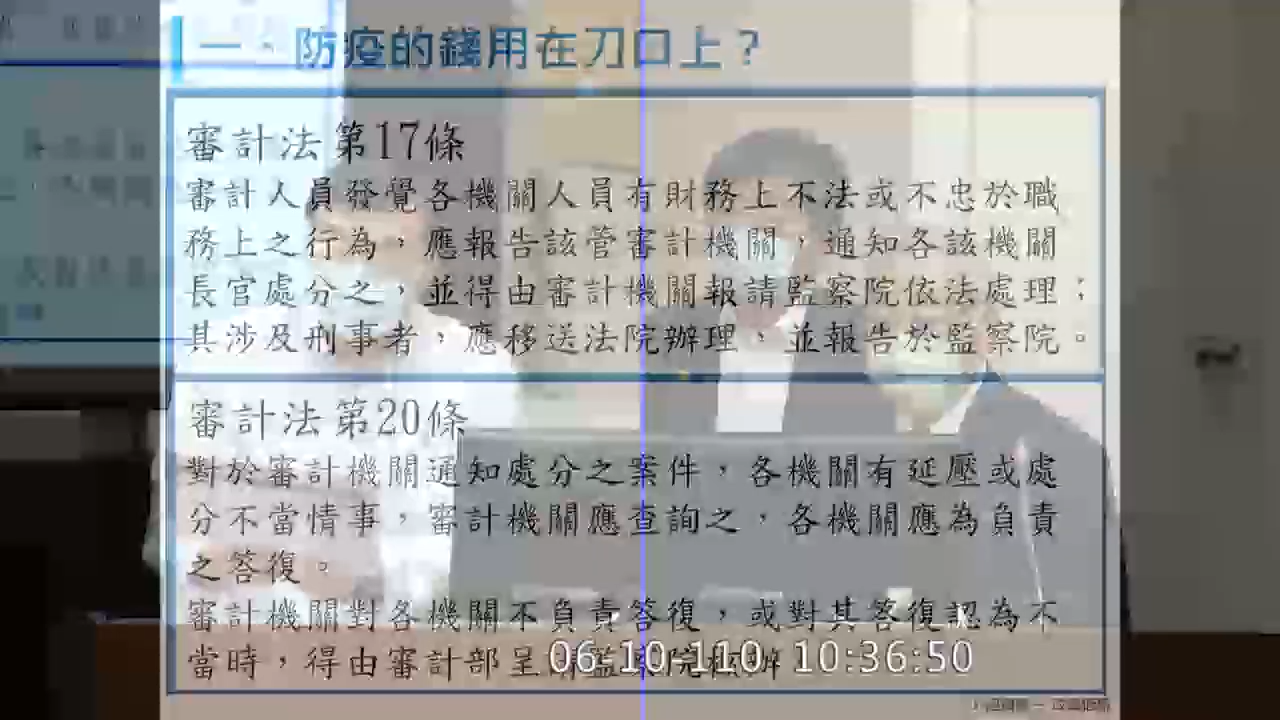 一、防疫的錢用在刀口上？
審計法第17條
審計人員發覺各機關人員有財務上不法或不忠於職
務上之行為，應報告該管審計機關，通知各該機關
長官處分之，並得由審計機關報請監察院依法處理；
其涉及刑事者，應移送法院辦理，並報告於監察院。
審計法第20條
對於審計機關通知處分之案件，各機關有延壓或處
分不當情事，審計機關應查詢之，各機關應為負責
之答復。
審計機關對各機關不負責答復，或對其答復認為不
當時，得由審計部呈請監察院核辦
06-10-110 10:36:50